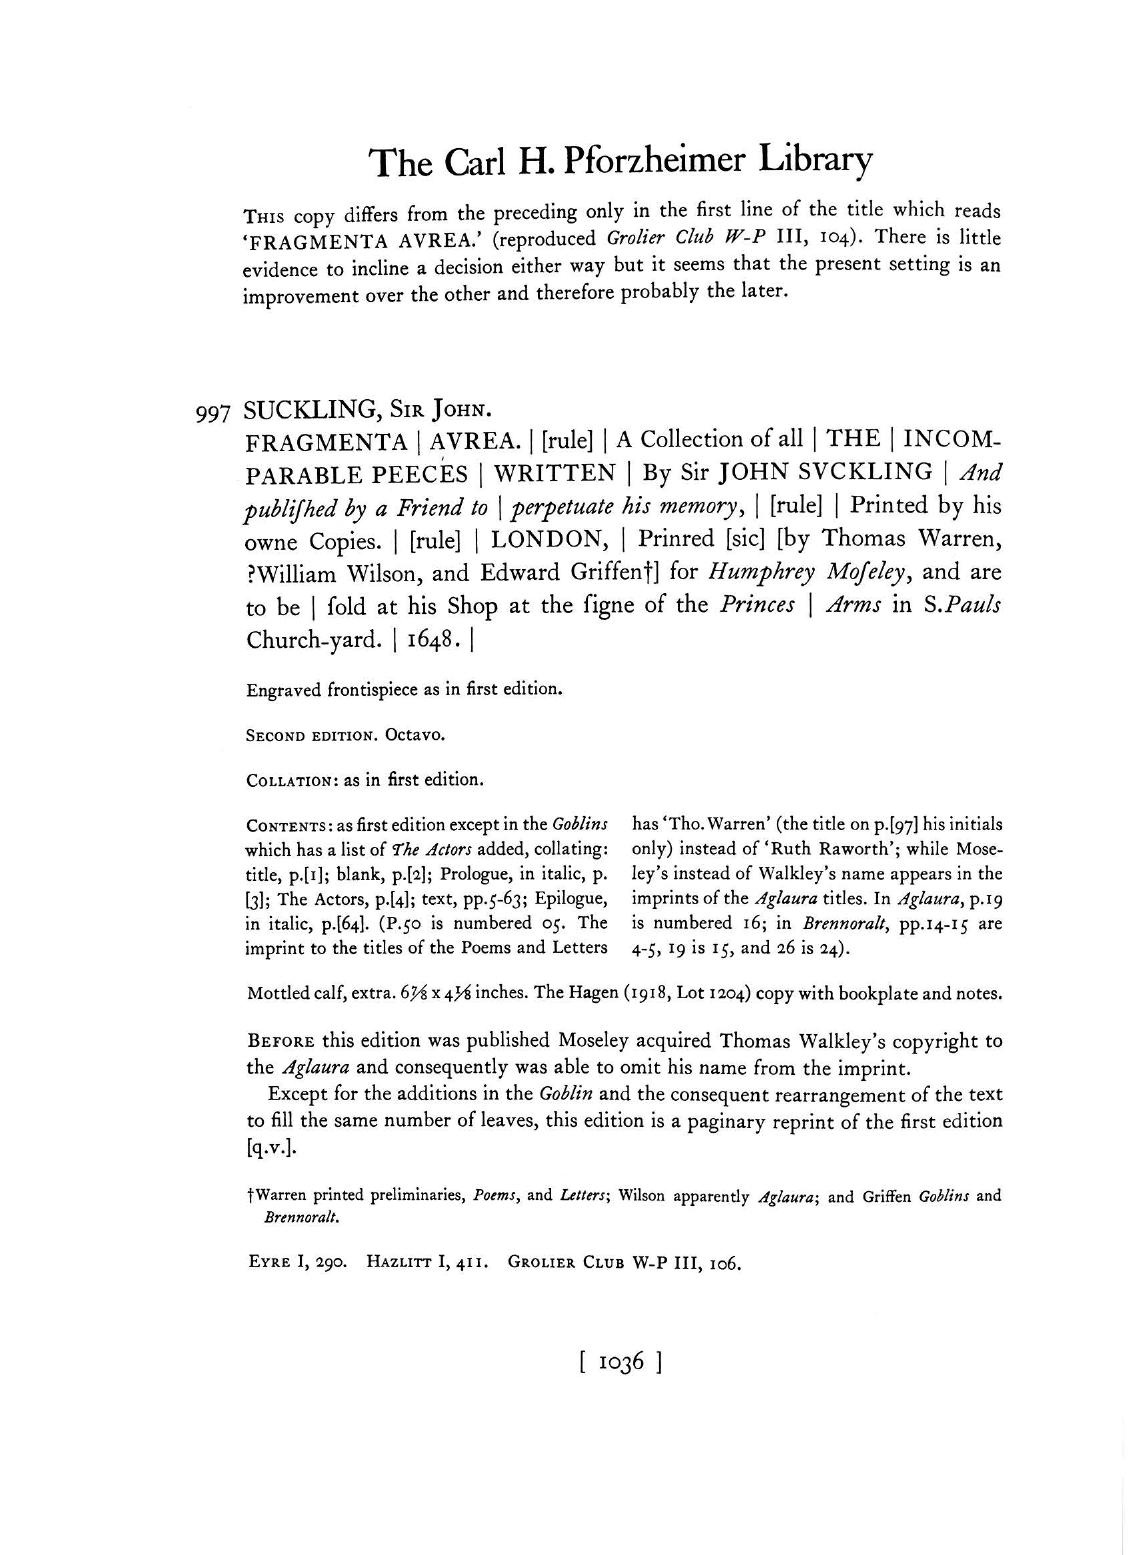 The Carl H. Pforzheimer Library
THIS copy differs from the preceding only in the first line of the title which reads
‘FRAGMENTA AVREA.’ (reproduced Grolier Club W-P III, 104). There is little
evidence to incline a decision either way but it seems that the present setting is an
improvement over the other and therefore probably the later.
997 SUCKLING, SIR JOHN.
FRAGMENTA | AVREA. | [rule] | A Collection of all | THE | INCOM-
PARABLE PEECES | WRITTEN | By Sir JOHN SVCKLING | And
publiſhed by a Friend to | perpetuate his memory, | [rule] | Printed by his
owne Copies. | [rule] | LONDON, | Prinred [sic] [by Thomas Warren,
?William Wilson, and Edward Griffen†] for Humphrey Moſeley, and are
to be | ſold at his Shop at the ſigne of the Princes | Arms in S.Pauls
Church-yard. | 1648. |
Engraved frontispiece as in first edition.
SECOND EDITION. Octavo.
COLLATION: as in first edition.
CONTENTS: as first edition except in the Goblins
which has a list of The Actors added, collating:
title, p.[1]; blank, p.[2]; Prologue, in italic, p.
[3]; The Actors, p.[4]; text, pp.5-63; Epilogue,
in italic, p.[64]. (P.50 is numbered 05. The
imprint to the titles of the Poems and Letters
has ‘Tho. Warren’ (the title on p.[97] his initials
only) instead of ‘Ruth Raworth’; while Mose-
ley’s instead of Walkley’s name appears in the
imprints of the Aglaura titles. In Aglaura, p.19
is numbered 16; in Brennoralt, pp.14-15 are
4-5, 19 is 15, and 26 is 24).
Mottled calf, extra. 6⅞ x 4⅛ inches. The Hagen (1918, Lot 1204) copy with bookplate and notes.
BEFORE this edition was published Moseley acquired Thomas Walkley’s copyright to
the Aglaura and consequently was able to omit his name from the imprint.
Except for the additions in the Goblin and the consequent rearrangement of the text
to fill the same number of leaves, this edition is a paginary reprint of the first edition
[q.v.].
†Warren printed preliminaries, Poems, and Letters; Wilson apparently Aglaura; and Griffen Goblins and
Brennoralt.
EYRE I, 290. HAZLITT I, 411. GROLIER CLUB W-P III, 106.
[ 1036 ]